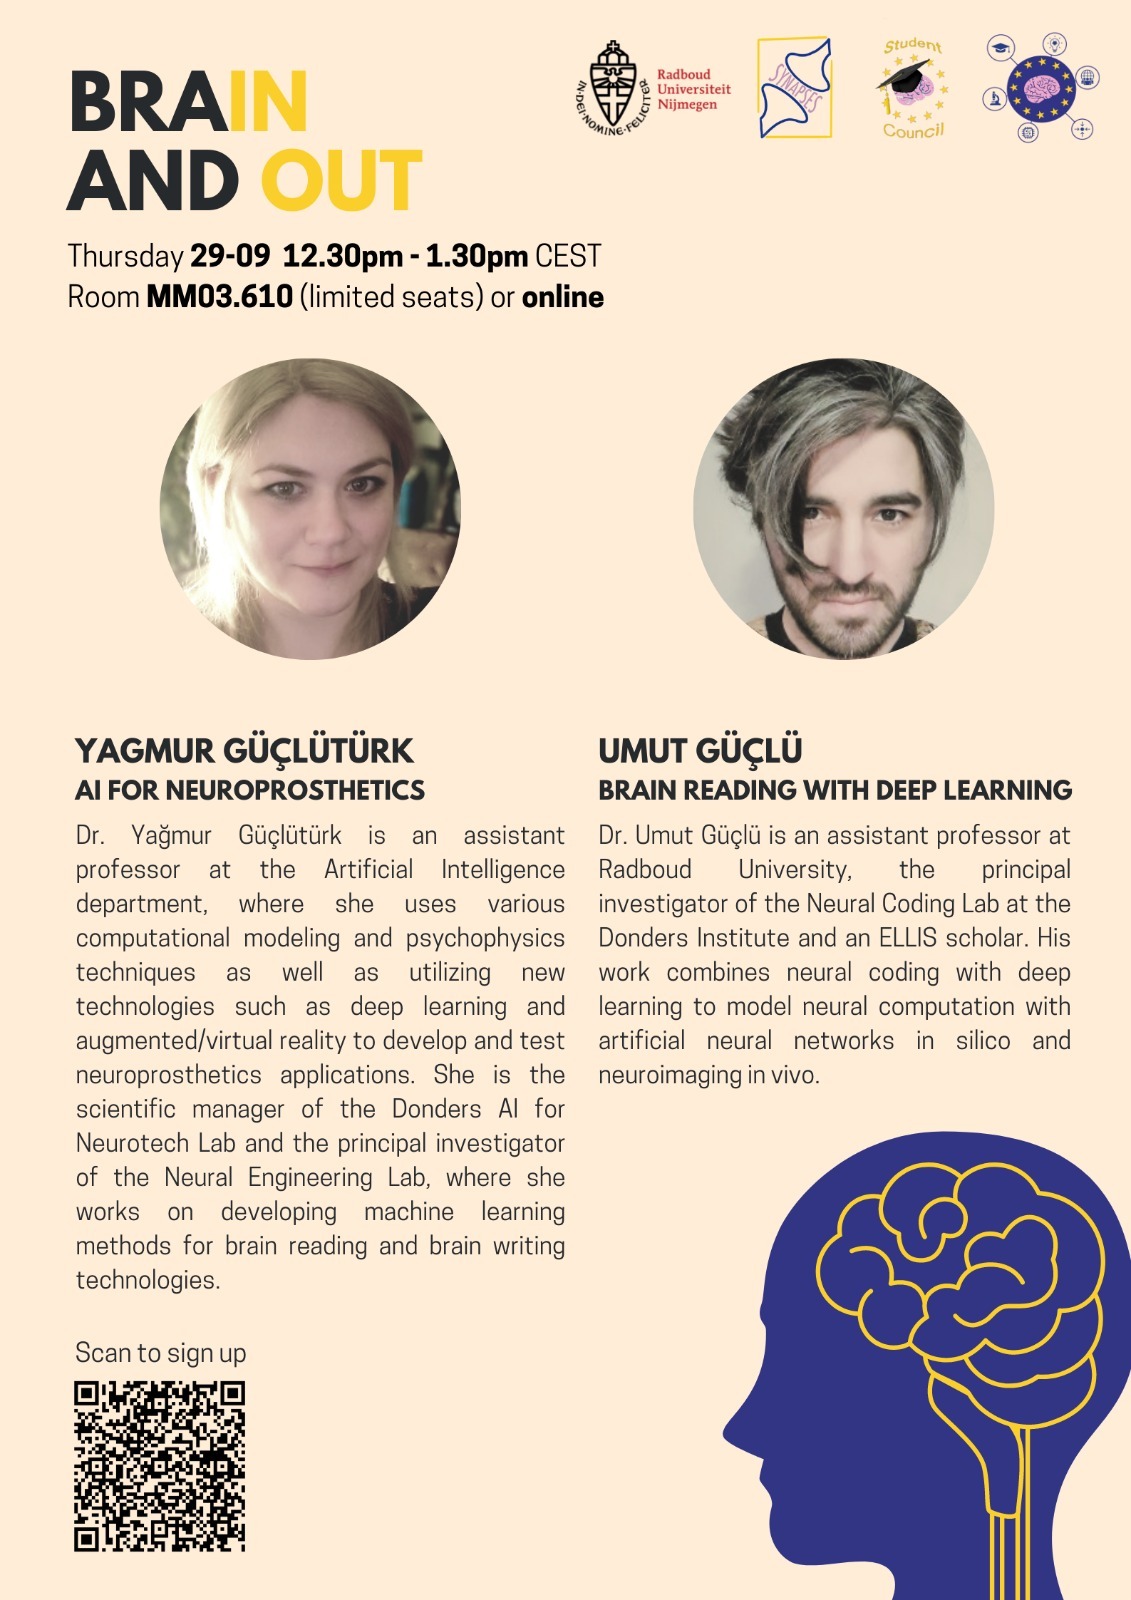 BRAIN
AND OUT
IN·DEI·NOMINE·FELICITER
Radboud
Universiteit
Nijmegen
SYNAPSES
Student
Council
Thursday 29-09 12.30pm - 1.30pm CEST
Room MM03.610 (limited seats) or online
YAGMUR GÜÇLÜTÜRK
AI FOR NEUROPROSTHETICS
Dr. Yağmur Güçlütürk is an assistant
professor at the Artificial Intelligence
department, where she uses various
computational modeling and psychophysics
techniques as well as utilizing new
technologies such as deep learning and
augmented/virtual reality to develop and test
neuroprosthetics applications. She is the
scientific manager of the Donders AI for
Neurotech Lab and the principal investigator
of the Neural Engineering Lab, where she
works on developing machine learning
methods for brain reading and brain writing
technologies.
UMUT GÜÇLÜ
BRAIN READING WITH DEEP LEARNING
Dr. Umut Güçlü is an assistant professor at
Radboud University, the principal
investigator of the Neural Coding Lab at the
Donders Institute and an ELLIS scholar. His
work combines neural coding with deep
learning to model neural computation with
artificial neural networks in silico and
neuroimaging in vivo.
Scan to sign up